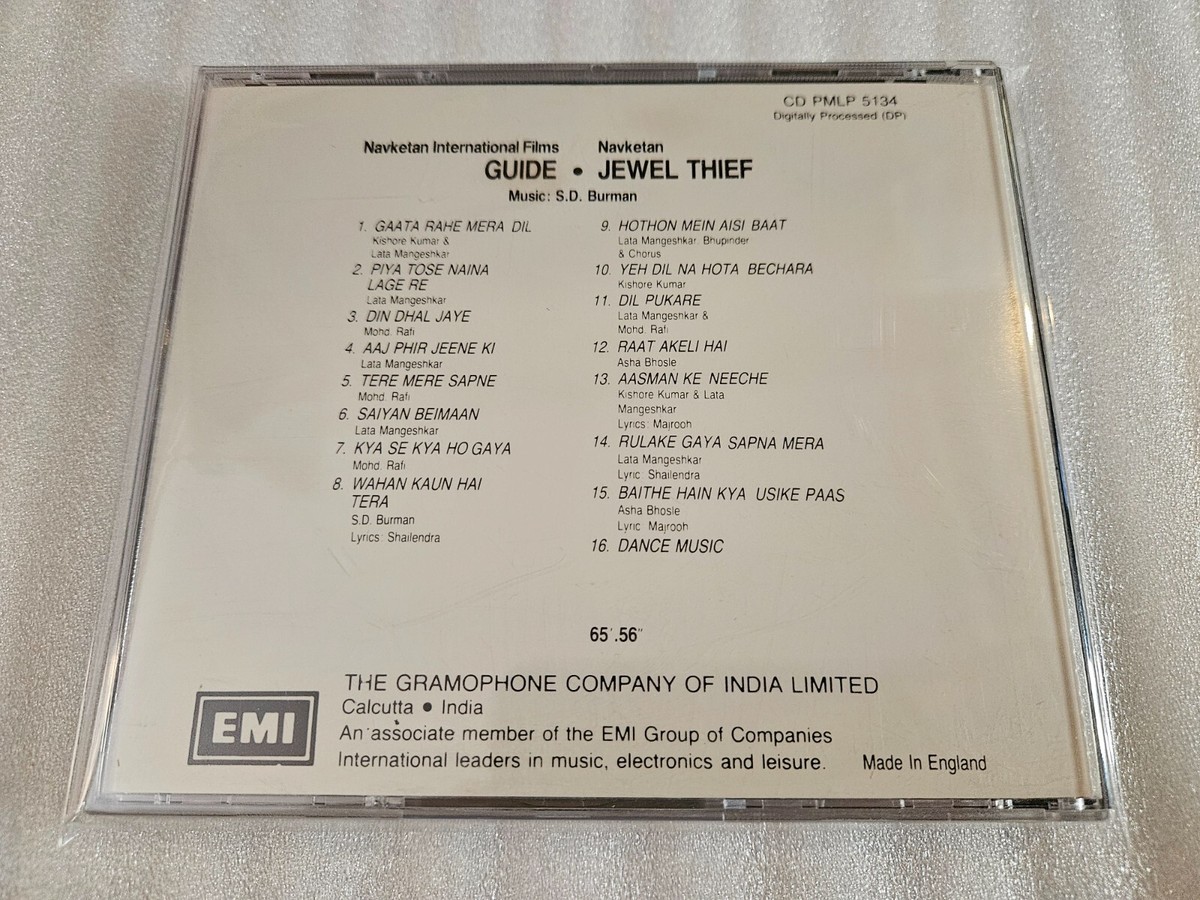 CD PMLP 5134
Digitally Processed (DP)
Navketan International Films Navketan
GUIDE • JEWEL THIEF
Music: S.D. Burman
1. GAATA RAHE MERA DIL
Kishore Kumar &
Lata Mangeshkar
2. PIYA TOSE NAINA
LAGE RE
Lata Mangeshkar
3. DIN DHAL JAYE
Mohd. Rafi
4. AAJ PHIR JEENE KI
Lata Mangeshkar
5. TERE MERE SAPNE
Mohd. Rafi
6. SAIYAN BEIMAAN
Lata Mangeshkar
7. KYA SE KYA HO GAYA
Mohd. Rafi
8. WAHAN KAUN HAI
TERA
S.D. Burman
Lyrics: Shailendra
9. HOTHON MEIN AISI BAAT
Lata Mangeshkar. Bhupinder
& Chorus
10. YEH DIL NA HOTA BECHARA
Kishore Kumar
11. DIL PUKARE
Lata Mangeshkar &
Mohd. Rafi
12. RAAT AKELI HAI
Asha Bhosle
13. AASMAN KE NEECHE
Kishore Kumar & Lata
Mangeshkar
Lyrics: Majrooh
14. RULAKE GAYA SAPNA MERA
Lata Mangeshkar
Lyric: Shailendra
15. BAITHE HAIN KYA USIKE PAAS
Asha Bhosle
Lyric: Majrooh
16. DANCE MUSIC
65'.56"
EMI
THE GRAMOPHONE COMPANY OF INDIA LIMITED
Calcutta • India
An associate member of the EMI Group of Companies
International leaders in music, electronics and leisure. Made In England